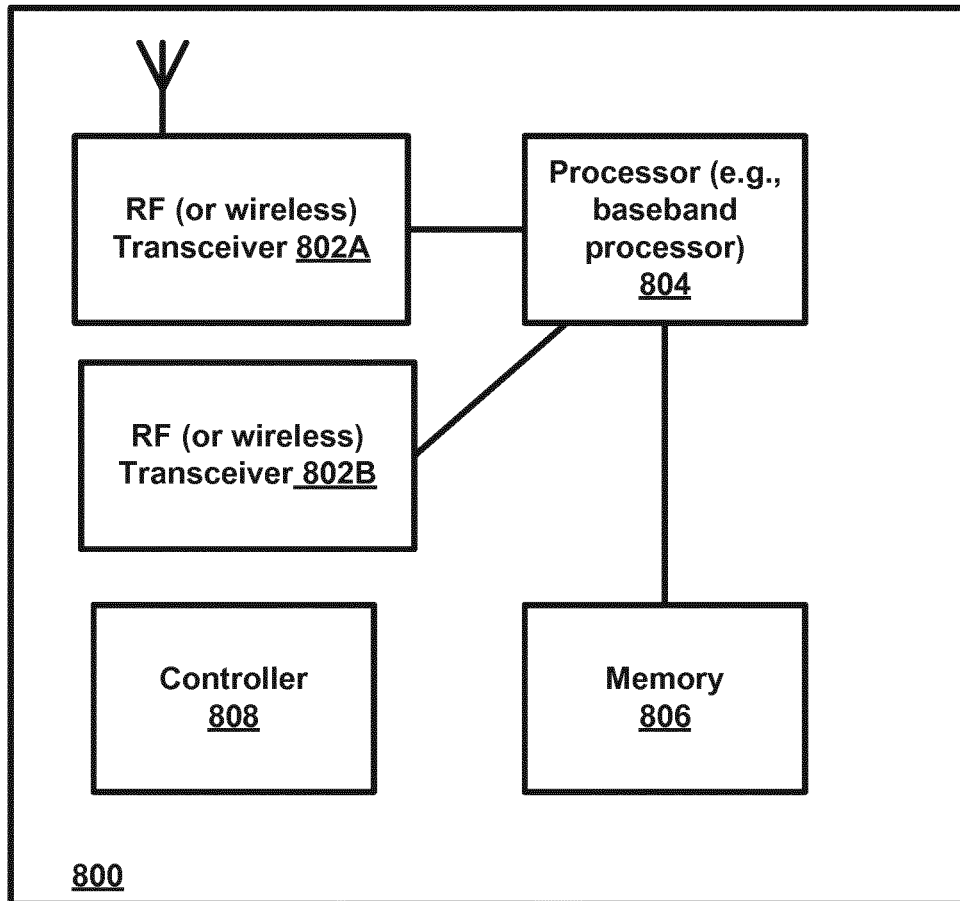 RF (or wireless)
Transceiver 802A
Processor (e.g.,
baseband
processor)
804
RF (or wireless)
Transceiver 802B
Controller
808
Memory
806
800